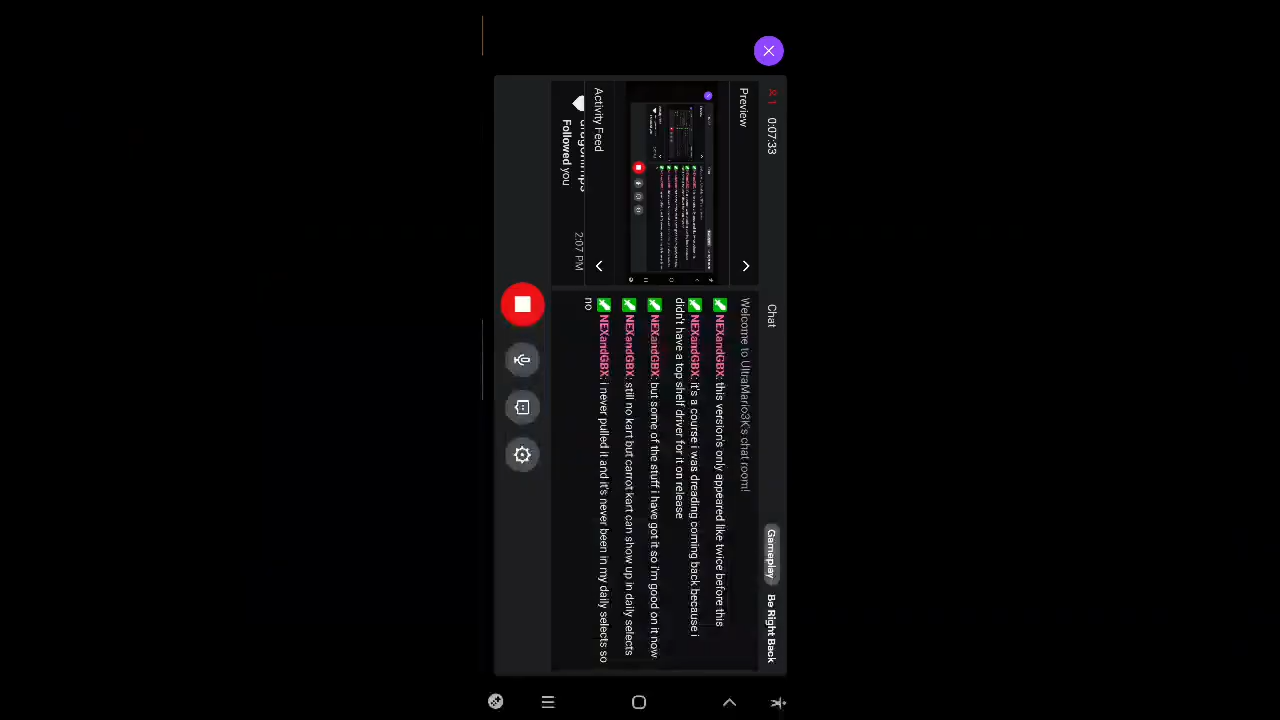 1 0:07:33
Chat
Gameplay
Be Right Back
Preview
Activity Feed
Followed you
2:07 PM
Welcome to UltraMario3K's chat room!
NEXandGBX: this version's only appeared like twice before this
NEXandGBX: it's a course i was dreading coming back because i
didn't have a top shelf driver for it on release
NEXandGBX: but some of the stuff i have got it so i'm good on it now
NEXandGBX: still no kart but carrot kart can show up in daily selects
NEXandGBX: i never pulled it and it's never been in my daily selects so
no